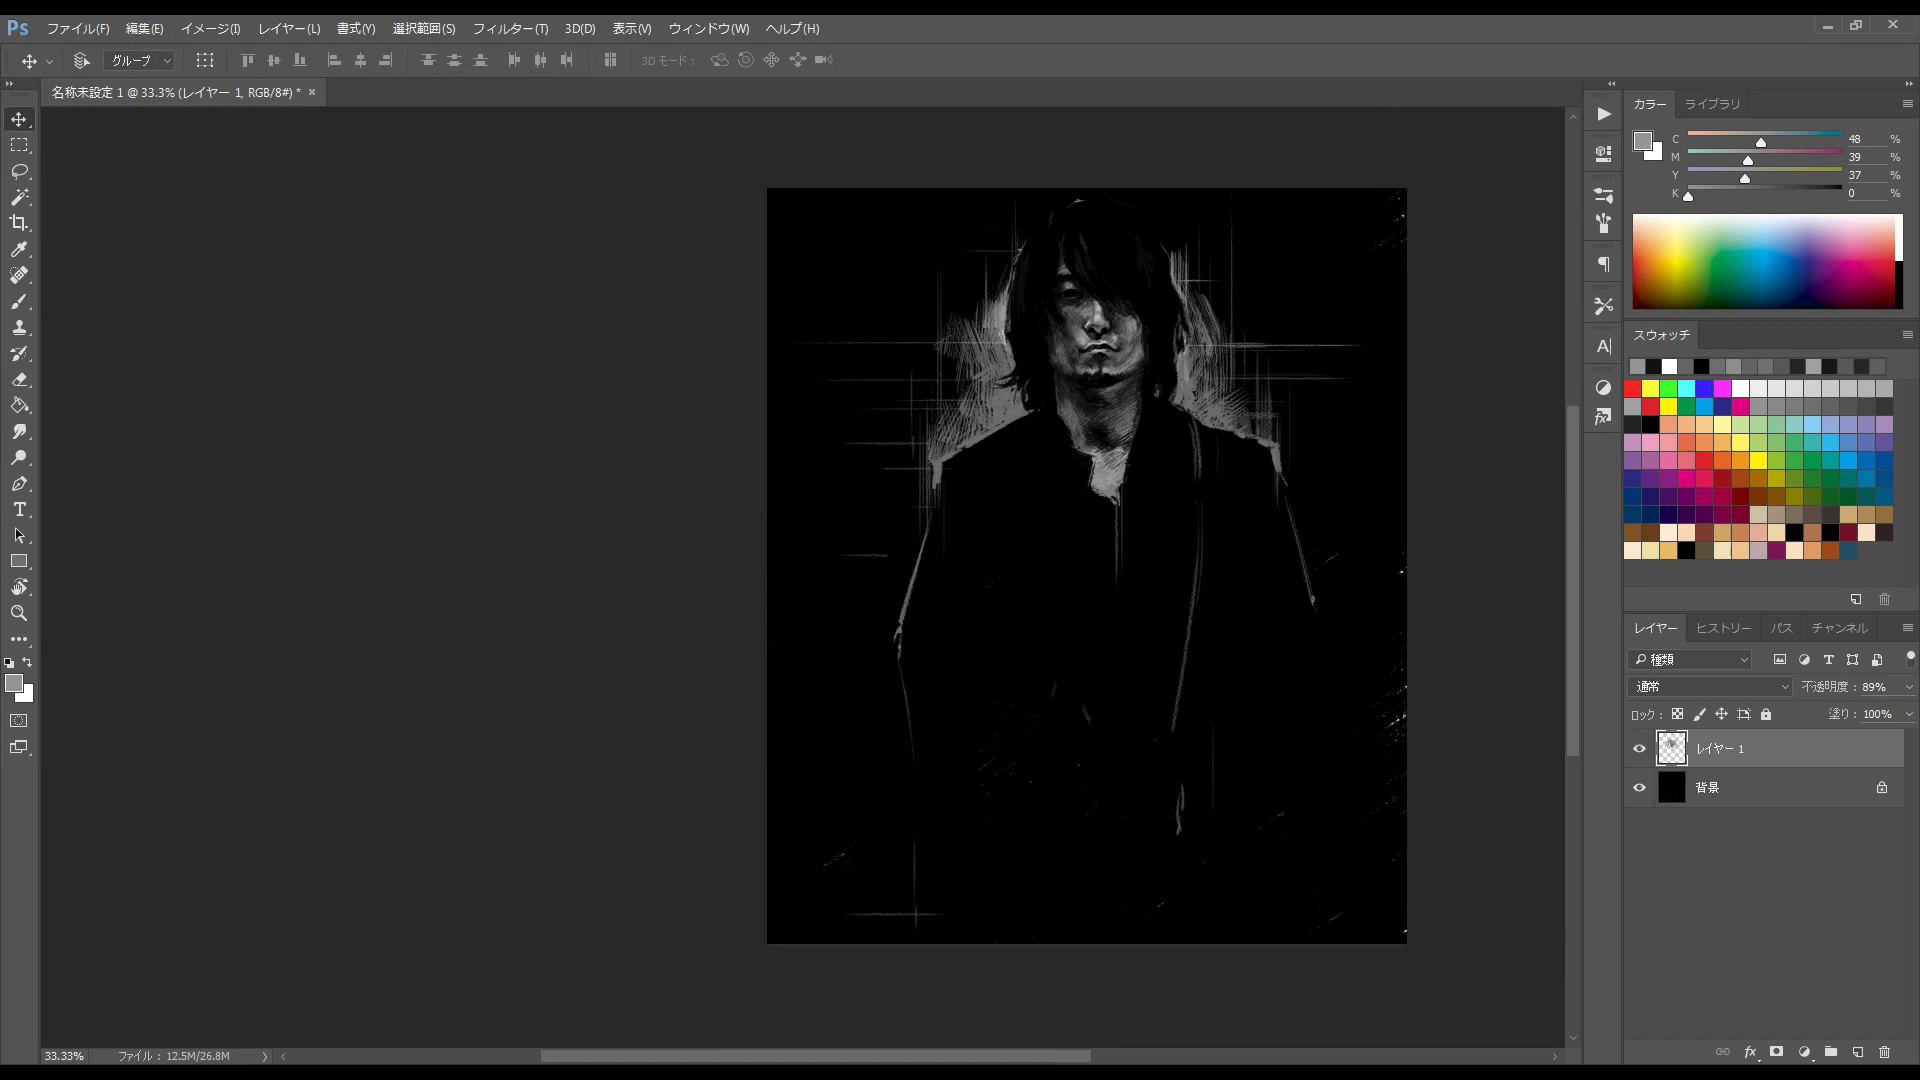 Ps ファイル(F) 編集(E) イメージ(I) レイヤー(L) 書式(Y) 選択範囲(S) フィルター(T) 3D(D) 表示(V) ウィンドウ(W) ヘルプ(H)
グループ 3D モード :
名称未設定 1 @ 33.3% (レイヤー 1, RGB/8#) *
カラー ライブラリ
C 48 %
M 39 %
Y 37 %
K 0 %
スウォッチ
レイヤー ヒストリー パス チャンネル
種類
通常 不透明度 : 89%
ロック : 塗り : 100%
レイヤー 1
背景
fx
33.33% ファイル : 12.5M/26.8M